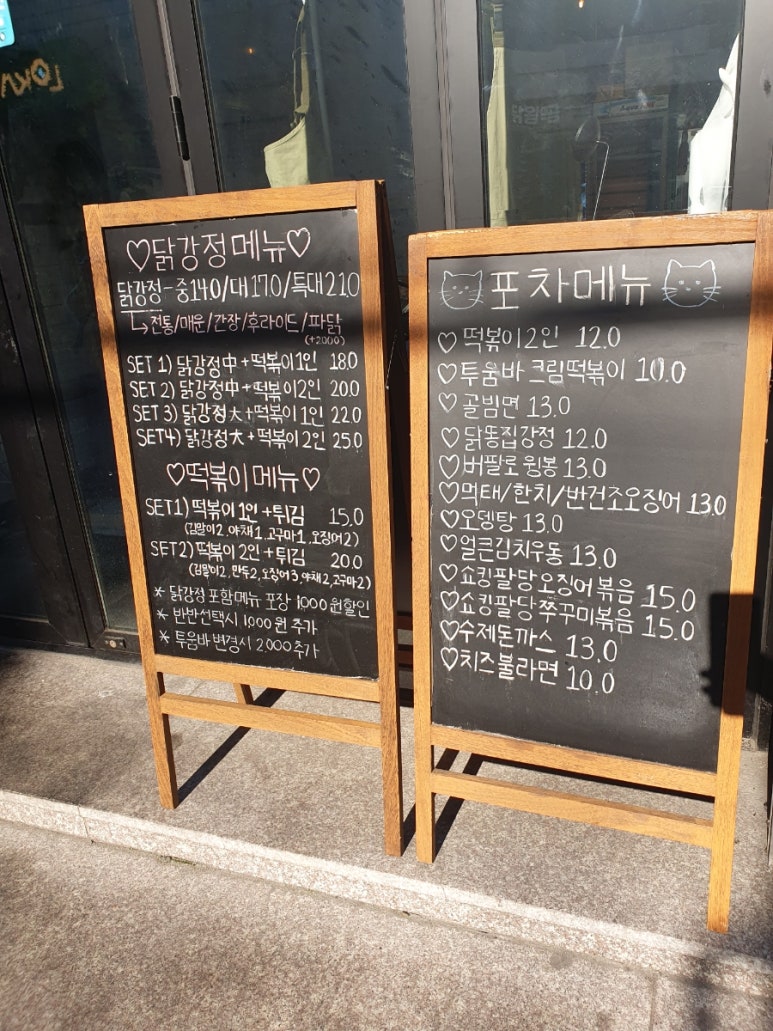 LOKA
♡닭강정메뉴♡
닭강정-중14.0/대17.0/특대21.0
↳전통/매운/간장/후라이드/파닭
(+2000)
SET 1) 닭강정中+떡볶이1인 18.0
SET 2) 닭강정中+떡볶이2인 20.0
SET 3) 닭강정大+떡볶이 1인 22.0
SET4) 닭강정大+떡볶이 2인 25.0
♡떡볶이메뉴♡
SET1) 떡볶이 1인+튀김 15.0
(김말이2, 야채1, 고구마1, 오징어2)
SET2) 떡볶이 2인+튀김 20.0
(김말이2, 만두2, 오징어3, 야채2, 고구마2)
* 닭강정 포함메뉴 포장 1000원할인
* 반반선택시 1000원 추가
* 투움바 변경시 2000추가
포차메뉴
♡ 떡볶이2인 12.0
♡투움바 크림떡볶이 10.0
♡ 골빔면 13.0
♡닭똥집강정 12.0
♡버팔로윙봉 13.0
♡먹태/한치/반건조오징어 13.0
♡오뎅탕 13.0
♡얼큰김치우동 13.0
♡쇼킹팔당오징어볶음 15.0
♡쇼킹팔당쭈꾸미볶음 15.0
♡수제돈까스 13.0
♡치즈불라면 10.0